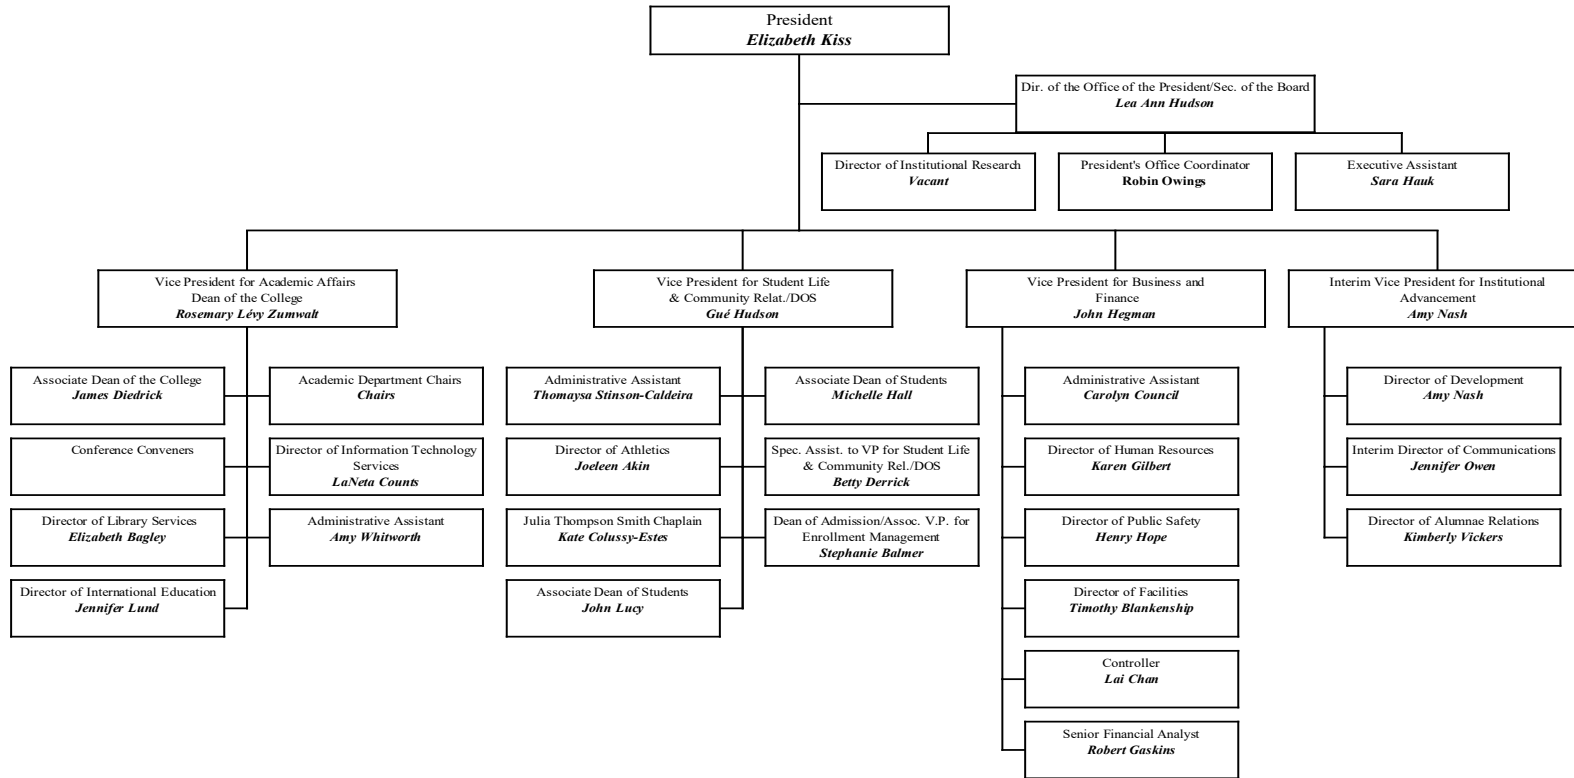 President
Elizabeth Kiss
Dir. of the Office of the President/Sec. of the Board
Lea Ann Hudson
Director of Institutional Research
Vacant
President's Office Coordinator
Robin Owings
Executive Assistant
Sara Hauk
Vice President for Academic Affairs
Dean of the College
Rosemary Lévy Zumwalt
Vice President for Student Life
& Community Relat./DOS
Gué Hudson
Vice President for Business and
Finance
John Hegman
Interim Vice President for Institutional
Advancement
Amy Nash
Associate Dean of the College
James Diedrick
Academic Department Chairs
Chairs
Conference Conveners
Director of Information Technology
Services
LaNeta Counts
Director of Library Services
Elizabeth Bagley
Administrative Assistant
Amy Whitworth
Director of International Education
Jennifer Lund
Administrative Assistant
Thomaysa Stinson-Caldeira
Associate Dean of Students
Michelle Hall
Director of Athletics
Joeleen Akin
Spec. Assist. to VP for Student Life
& Community Rel./DOS
Betty Derrick
Julia Thompson Smith Chaplain
Kate Colussy-Estes
Dean of Admission/Assoc. V.P. for
Enrollment Management
Stephanie Balmer
Associate Dean of Students
John Lucy
Administrative Assistant
Carolyn Council
Director of Human Resources
Karen Gilbert
Director of Public Safety
Henry Hope
Director of Facilities
Timothy Blankenship
Controller
Lai Chan
Senior Financial Analyst
Robert Gaskins
Director of Development
Amy Nash
Interim Director of Communications
Jennifer Owen
Director of Alumnae Relations
Kimberly Vickers